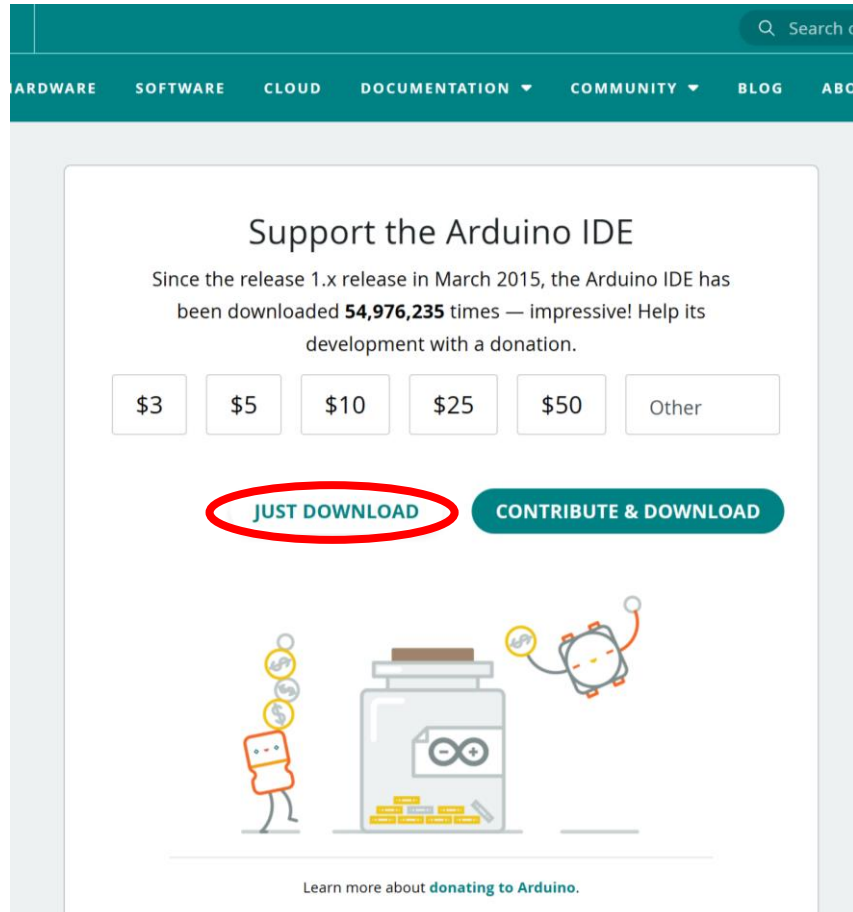 Search
HARDWARE SOFTWARE CLOUD DOCUMENTATION COMMUNITY BLOG
Support the Arduino IDE
Since the release 1.x release in March 2015, the Arduino IDE has
been downloaded 54,976,235 times — impressive! Help its
development with a donation.
$3 $5 $10 $25 $50 Other
JUST DOWNLOAD CONTRIBUTE & DOWNLOAD
Learn more about donating to Arduino.